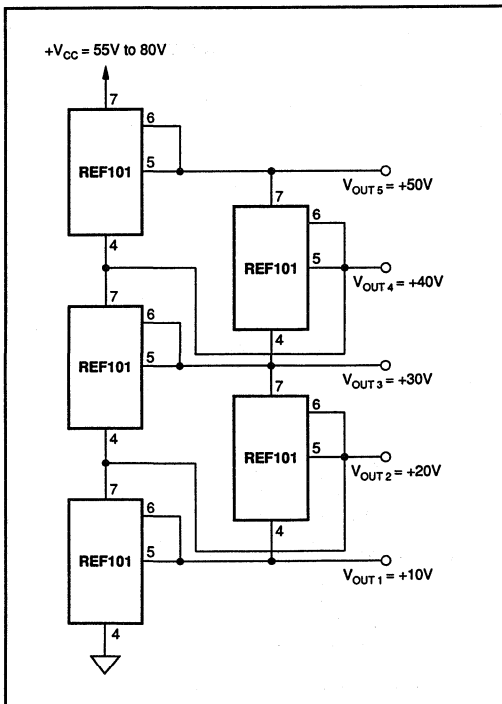 +VCC = 55V to 80V
7
6
5
REF101
4
VOUT 5 = +50V
7
6
5
REF101
4
VOUT 4 = +40V
7
6
5
REF101
4
VOUT 3 = +30V
7
6
5
REF101
4
VOUT 2 = +20V
7
6
5
REF101
4
VOUT 1 = +10V